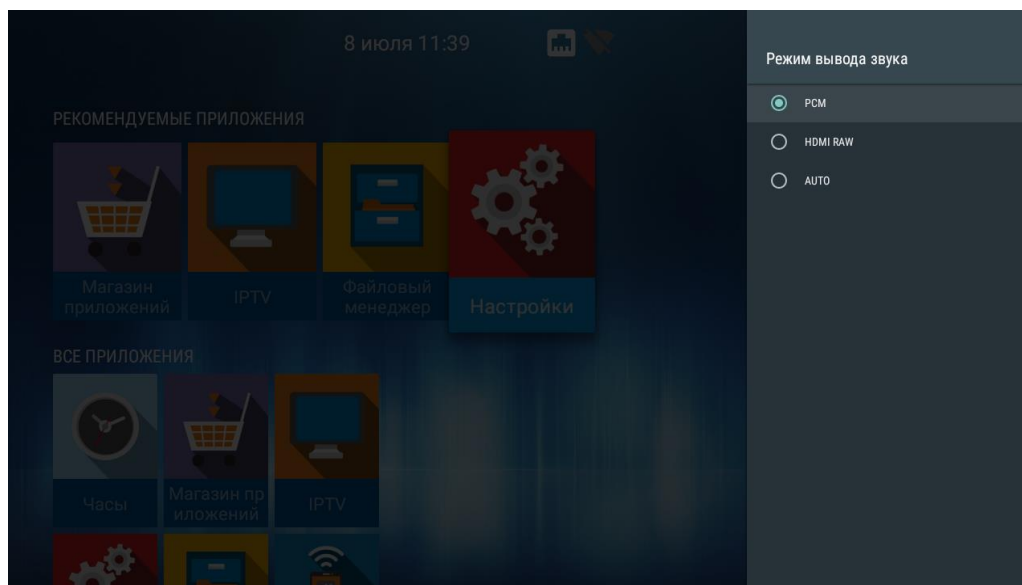 8 июля 11:39
Режим вывода звука
PCM
HDMI RAW
AUTO
РЕКОМЕНДУЕМЫЕ ПРИЛОЖЕНИЯ
Магазин
приложений
IPTV
Файловый
менеджер
Настройки
ВСЕ ПРИЛОЖЕНИЯ
Часы
Магазин пр
иложений
IPTV